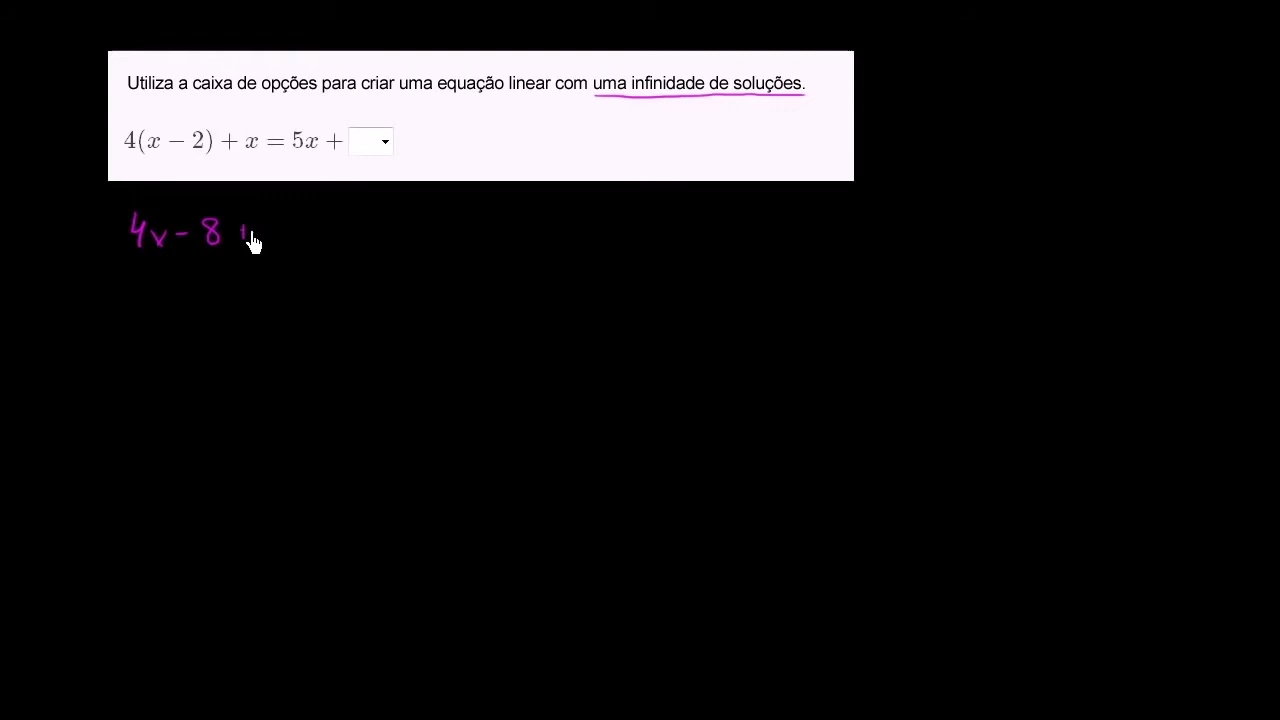 Utiliza a caixa de opções para criar uma equação linear com uma infinidade de soluções.
4(x − 2) + x = 5x +
4x - 8 +